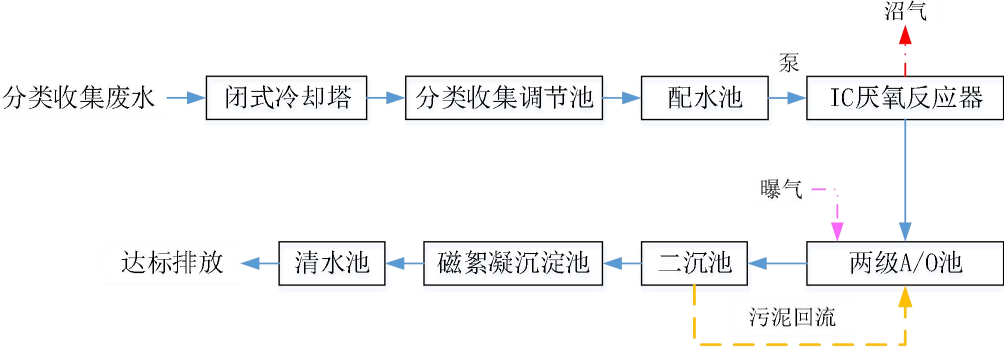 沼气
泵
分类收集废水
闭式冷却塔
分类收集调节池
配水池
IC厌氧反应器
曝气
达标排放
清水池
磁絮凝沉淀池
二沉池
两级A/O池
污泥回流